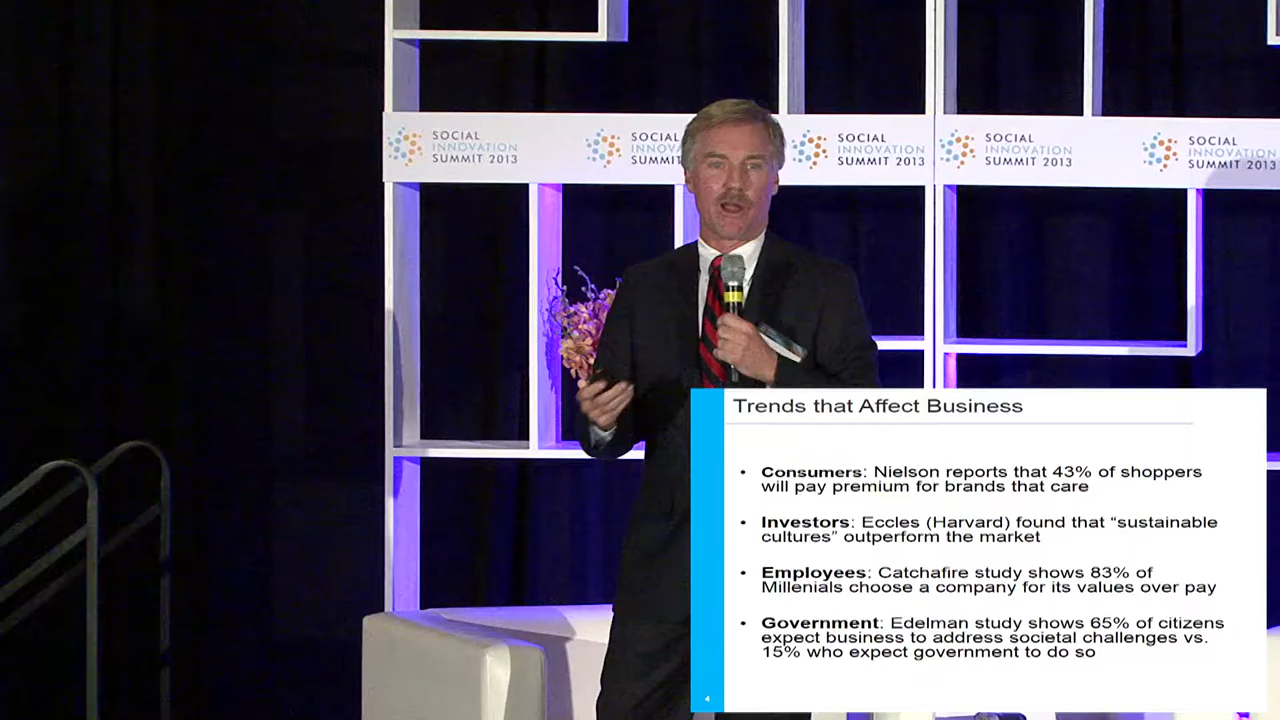 SOCIAL
INNOVATION
SUMMIT 2013
SOCIAL
SUMMIT
SOCIAL
INNOVATION
SUMMIT 2013
SOCIAL
INNOVATION
SUMMIT 2013
SOCIAL
INNOVATION
SUMMIT 2013
Trends that Affect Business
• Consumers: Nielson reports that 43% of shoppers
will pay premium for brands that care
• Investors: Eccles (Harvard) found that “sustainable
cultures” outperform the market
• Employees: Catchafire study shows 83% of
Millenials choose a company for its values over pay
• Government: Edelman study shows 65% of citizens
expect business to address societal challenges vs.
15% who expect government to do so
4